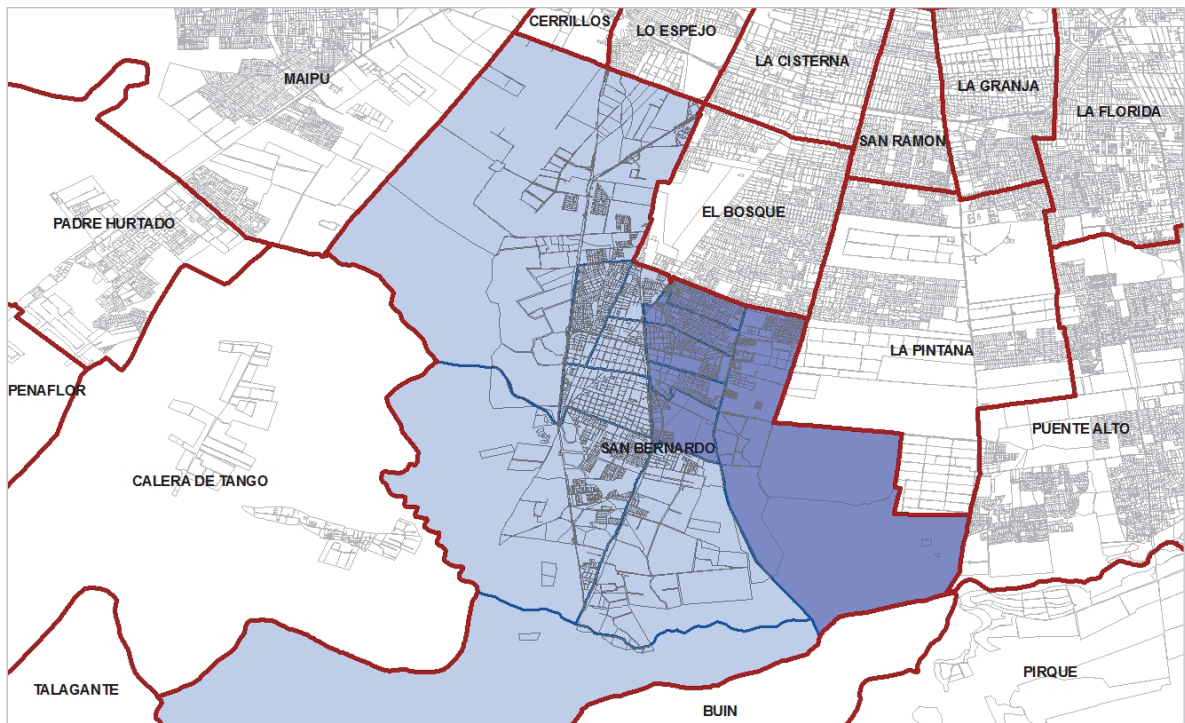 CERRILLOS
LO ESPEJO
LA CISTERNA
MAIPU
LA GRANJA
LA FLORIDA
SAN RAMON
EL BOSQUE
PADRE HURTADO
LA PINTANA
PENAFLOR
PUENTE ALTO
SAN BERNARDO
CALERA DE TANGO
PIRQUE
TALAGANTE
BUIN